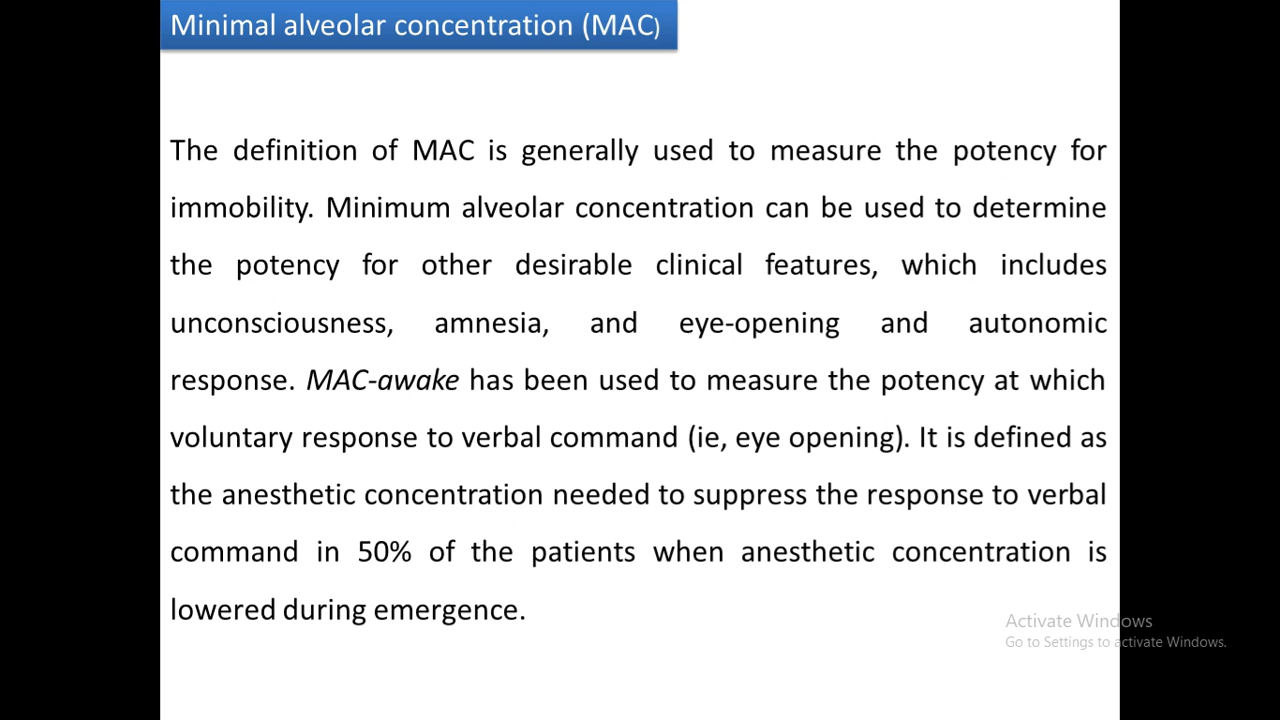 Minimal alveolar concentration (MAC)
The definition of MAC is generally used to measure the potency for
immobility. Minimum alveolar concentration can be used to determine
the potency for other desirable clinical features, which includes
unconsciousness, amnesia, and eye-opening and autonomic
response. MAC-awake has been used to measure the potency at which
voluntary response to verbal command (ie, eye opening). It is defined as
the anesthetic concentration needed to suppress the response to verbal
command in 50% of the patients when anesthetic concentration is
lowered during emergence.
Activate Windows
Go to Settings to activate Windows.